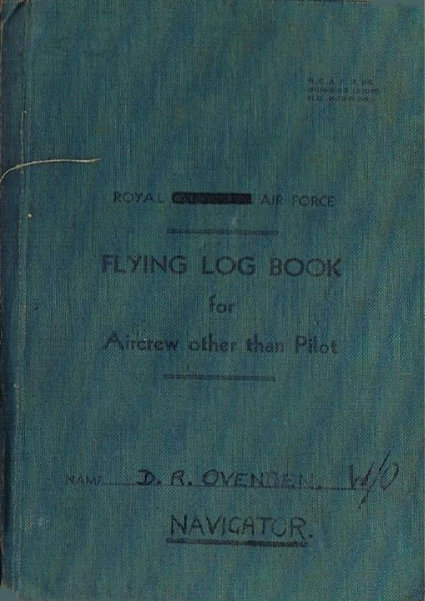 ROYAL AIR FORCE
FLYING LOG BOOK
for
Aircrew other than Pilot
NAME D. R. OVENDEN. W/O
NAVIGATOR.